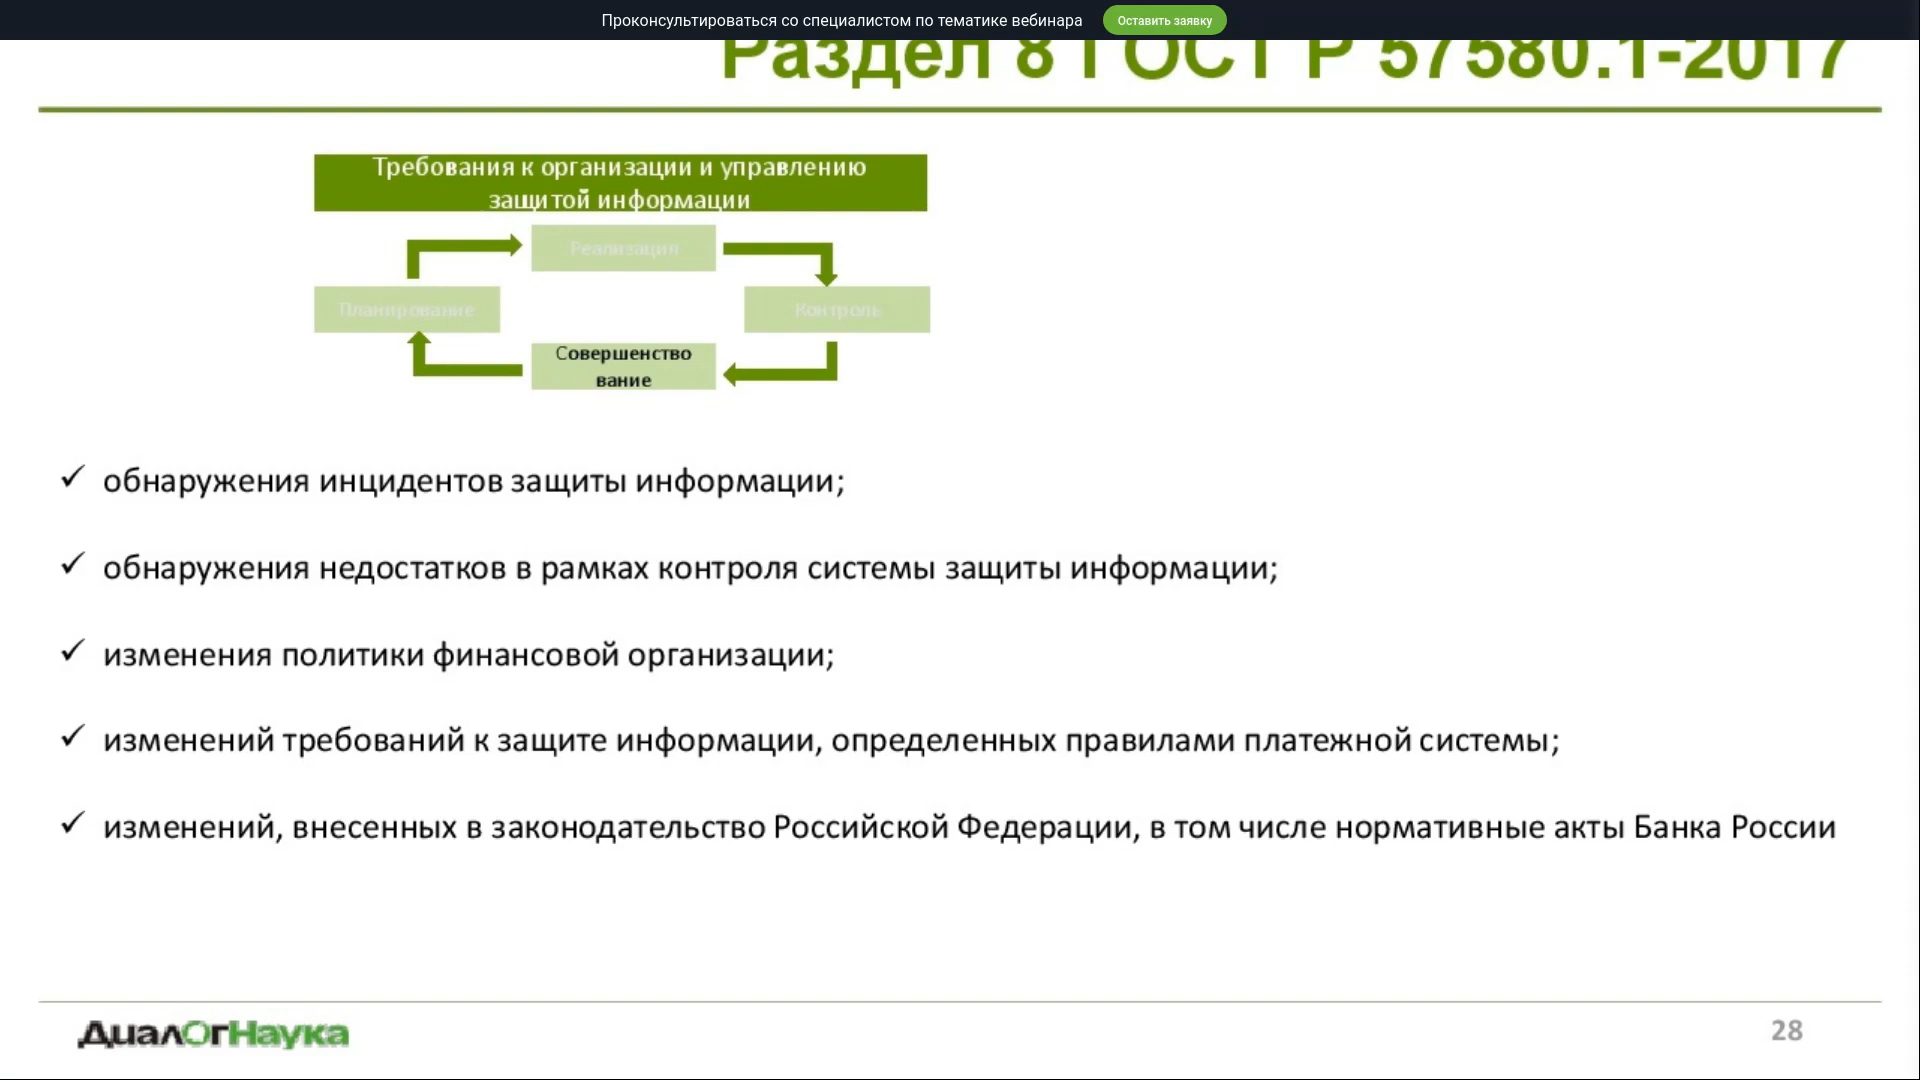 Проконсультироваться со специалистом по тематике вебинара
Оставить заявку
Раздел 8 ГОСТ Р 57580.1-2017
Требования к организации и управлению
защитой информации
Реализация
Планирование
Контроль
Совершенство
вание
✓ обнаружения инцидентов защиты информации;
✓ обнаружения недостатков в рамках контроля системы защиты информации;
✓ изменения политики финансовой организации;
✓ изменений требований к защите информации, определенных правилами платежной системы;
✓ изменений, внесенных в законодательство Российской Федерации, в том числе нормативные акты Банка России
ДиалОгНаука
28